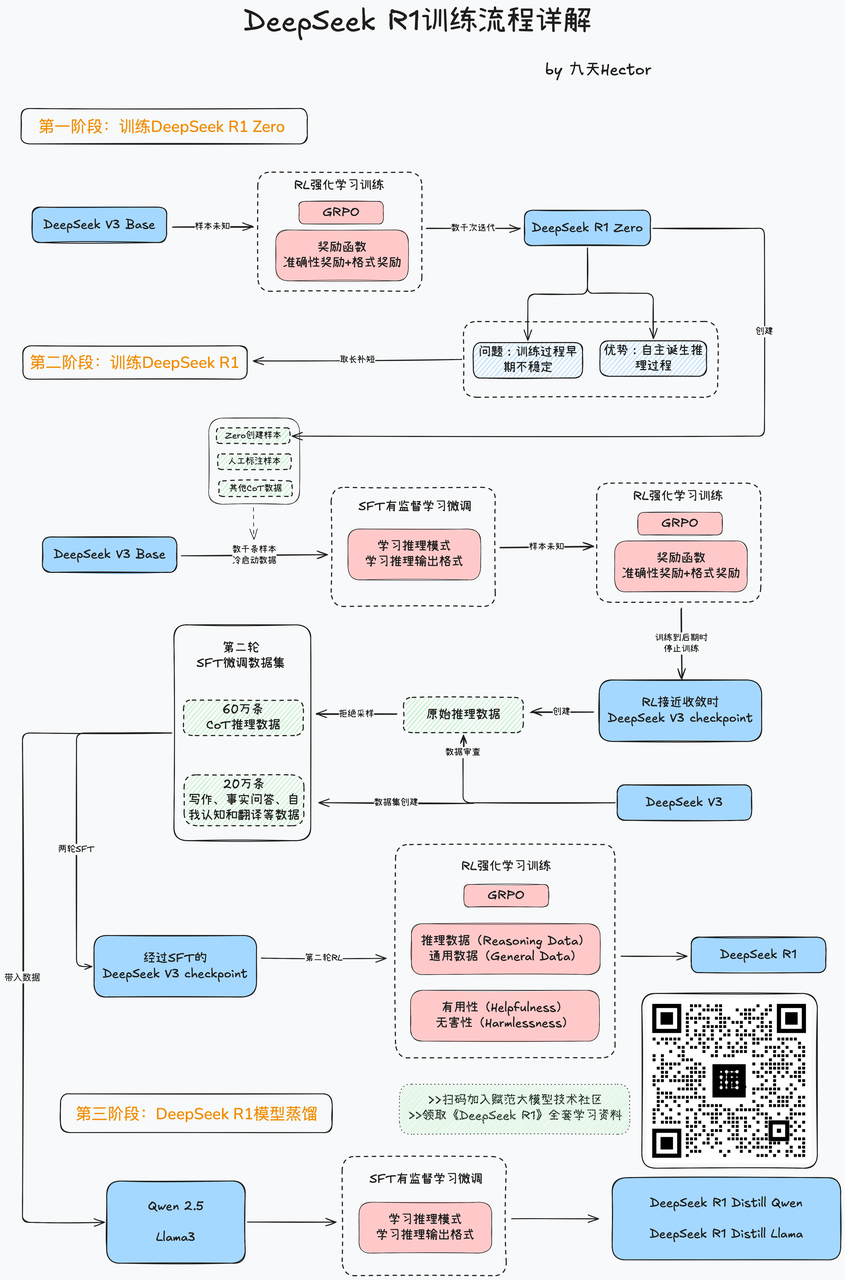 DeepSeek R1训练流程详解
by 九天Hector
第一阶段：训练DeepSeek R1 Zero
RL强化学习训练
GRPO
奖励函数
准确性奖励+格式奖励
DeepSeek V3 Base
样本未知
数千次迭代
DeepSeek R1 Zero
创建
问题：训练过程早
期不稳定
优势：自主诞生推
理过程
取长补短
第二阶段：训练DeepSeek R1
Zero创建样本
人工标注样本
其他CoT数据
DeepSeek V3 Base
数千条样本
冷启动数据
SFT有监督学习微调
学习推理模式
学习推理输出格式
样本未知
RL强化学习训练
GRPO
奖励函数
准确性奖励+格式奖励
训练到后期时
停止训练
RL接近收敛时
DeepSeek V3 checkpoint
创建
原始推理数据
拒绝采样
第二轮
SFT微调数据集
60万条
CoT推理数据
20万条
写作、事实问答、自
我认知和翻译等数据
数据审查
数据集创建
DeepSeek V3
两轮SFT
带入数据
经过SFT的
DeepSeek V3 checkpoint
第二轮RL
RL强化学习训练
GRPO
推理数据（Reasoning Data）
通用数据（General Data）
有用性（Helpfulness）
无害性（Harmlessness）
DeepSeek R1
>>扫码加入赋范大模型技术社区
>>领取《DeepSeek R1》全套学习资料
第三阶段：DeepSeek R1模型蒸馏
Qwen 2.5
Llama3
SFT有监督学习微调
学习推理模式
学习推理输出格式
DeepSeek R1 Distill Qwen
DeepSeek R1 Distill Llama